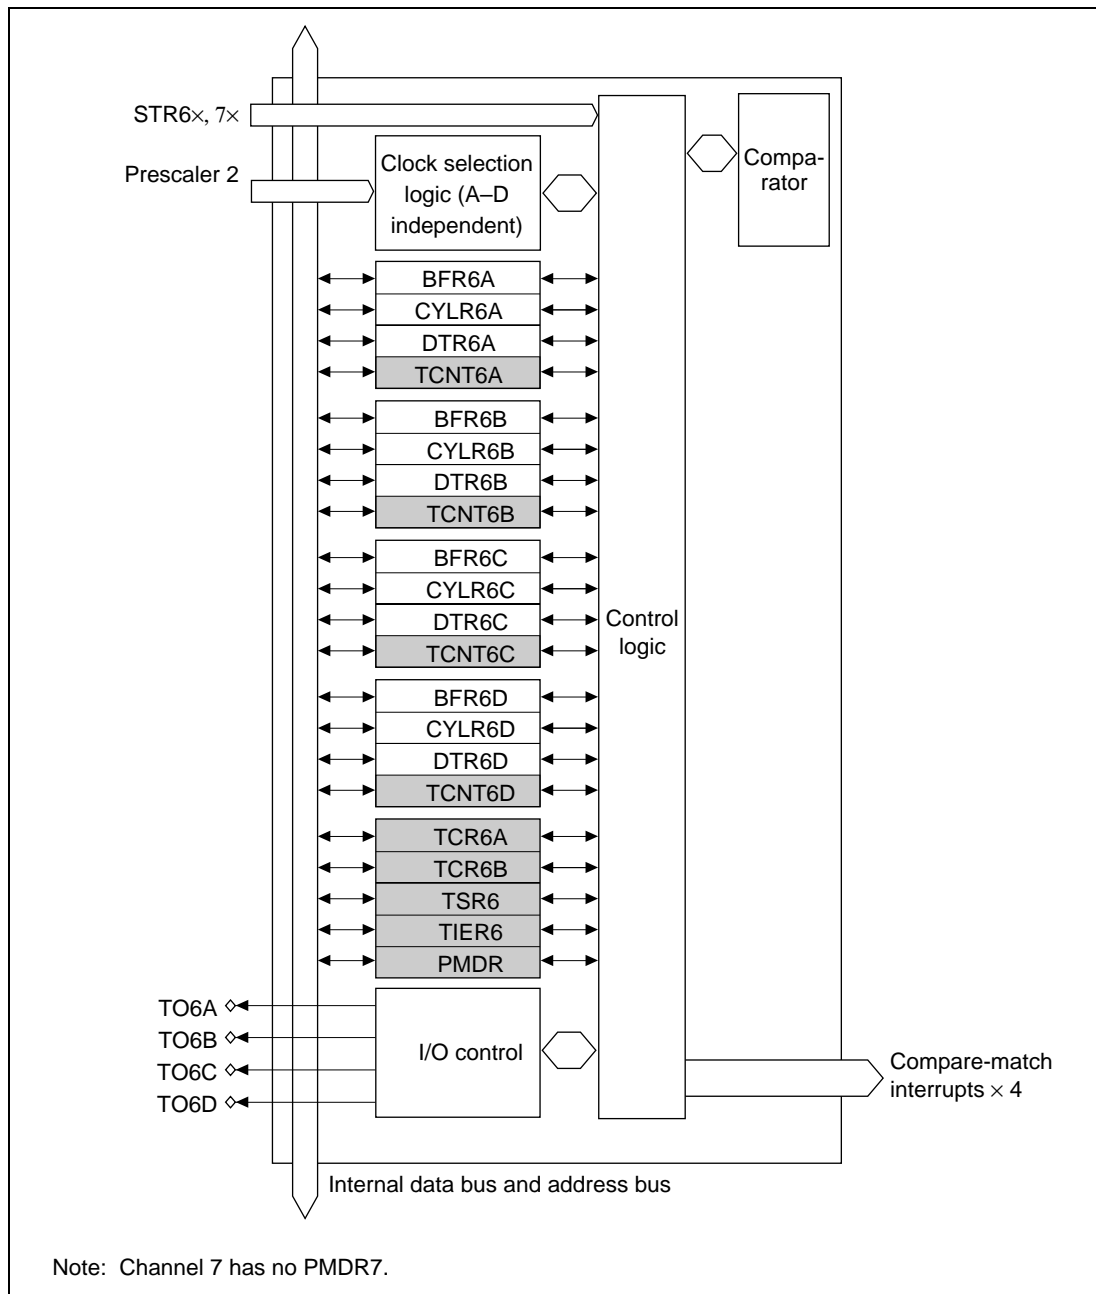 STR6×, 7×
Prescaler 2
Clock selection
logic (A–D
independent)
Compa-
rator
BFR6A
CYLR6A
DTR6A
TCNT6A
BFR6B
CYLR6B
DTR6B
TCNT6B
BFR6C
CYLR6C
DTR6C
TCNT6C
Control
logic
BFR6D
CYLR6D
DTR6D
TCNT6D
TCR6A
TCR6B
TSR6
TIER6
PMDR
TO6A
TO6B
TO6C
TO6D
I/O control
Compare-match
interrupts × 4
Internal data bus and address bus
Note: Channel 7 has no PMDR7.